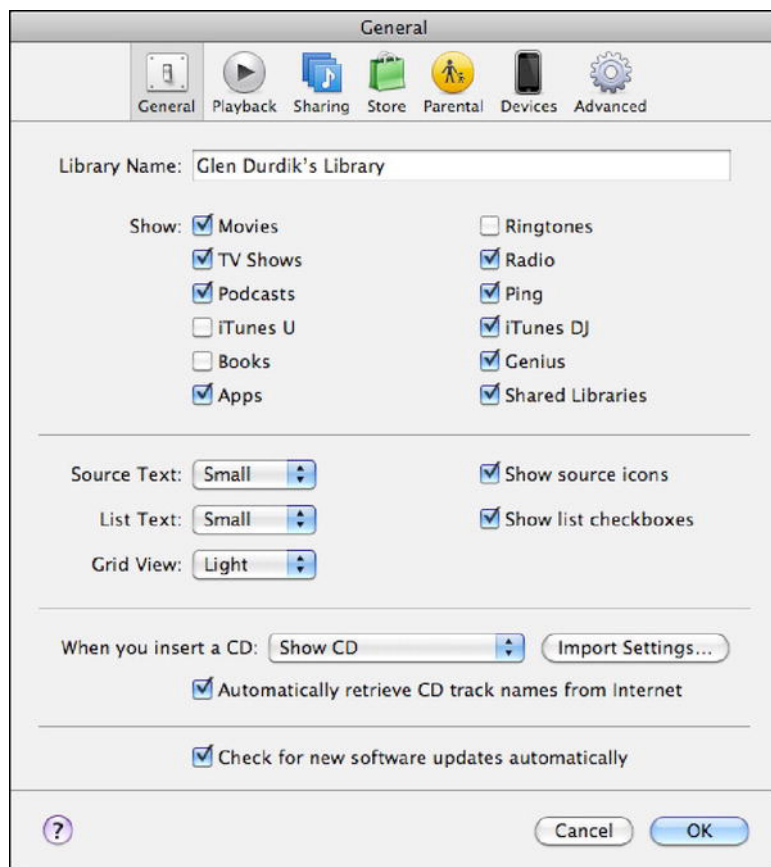 General
General Playback Sharing Store Parental Devices Advanced
Library Name: Glen Durdik's Library
Show: Movies Ringtones
TV Shows Radio
Podcasts Ping
iTunes U iTunes DJ
Books Genius
Apps Shared Libraries
Source Text: Small Show source icons
List Text: Small Show list checkboxes
Grid View: Light
When you insert a CD: Show CD Import Settings...
Automatically retrieve CD track names from Internet
Check for new software updates automatically
? Cancel OK